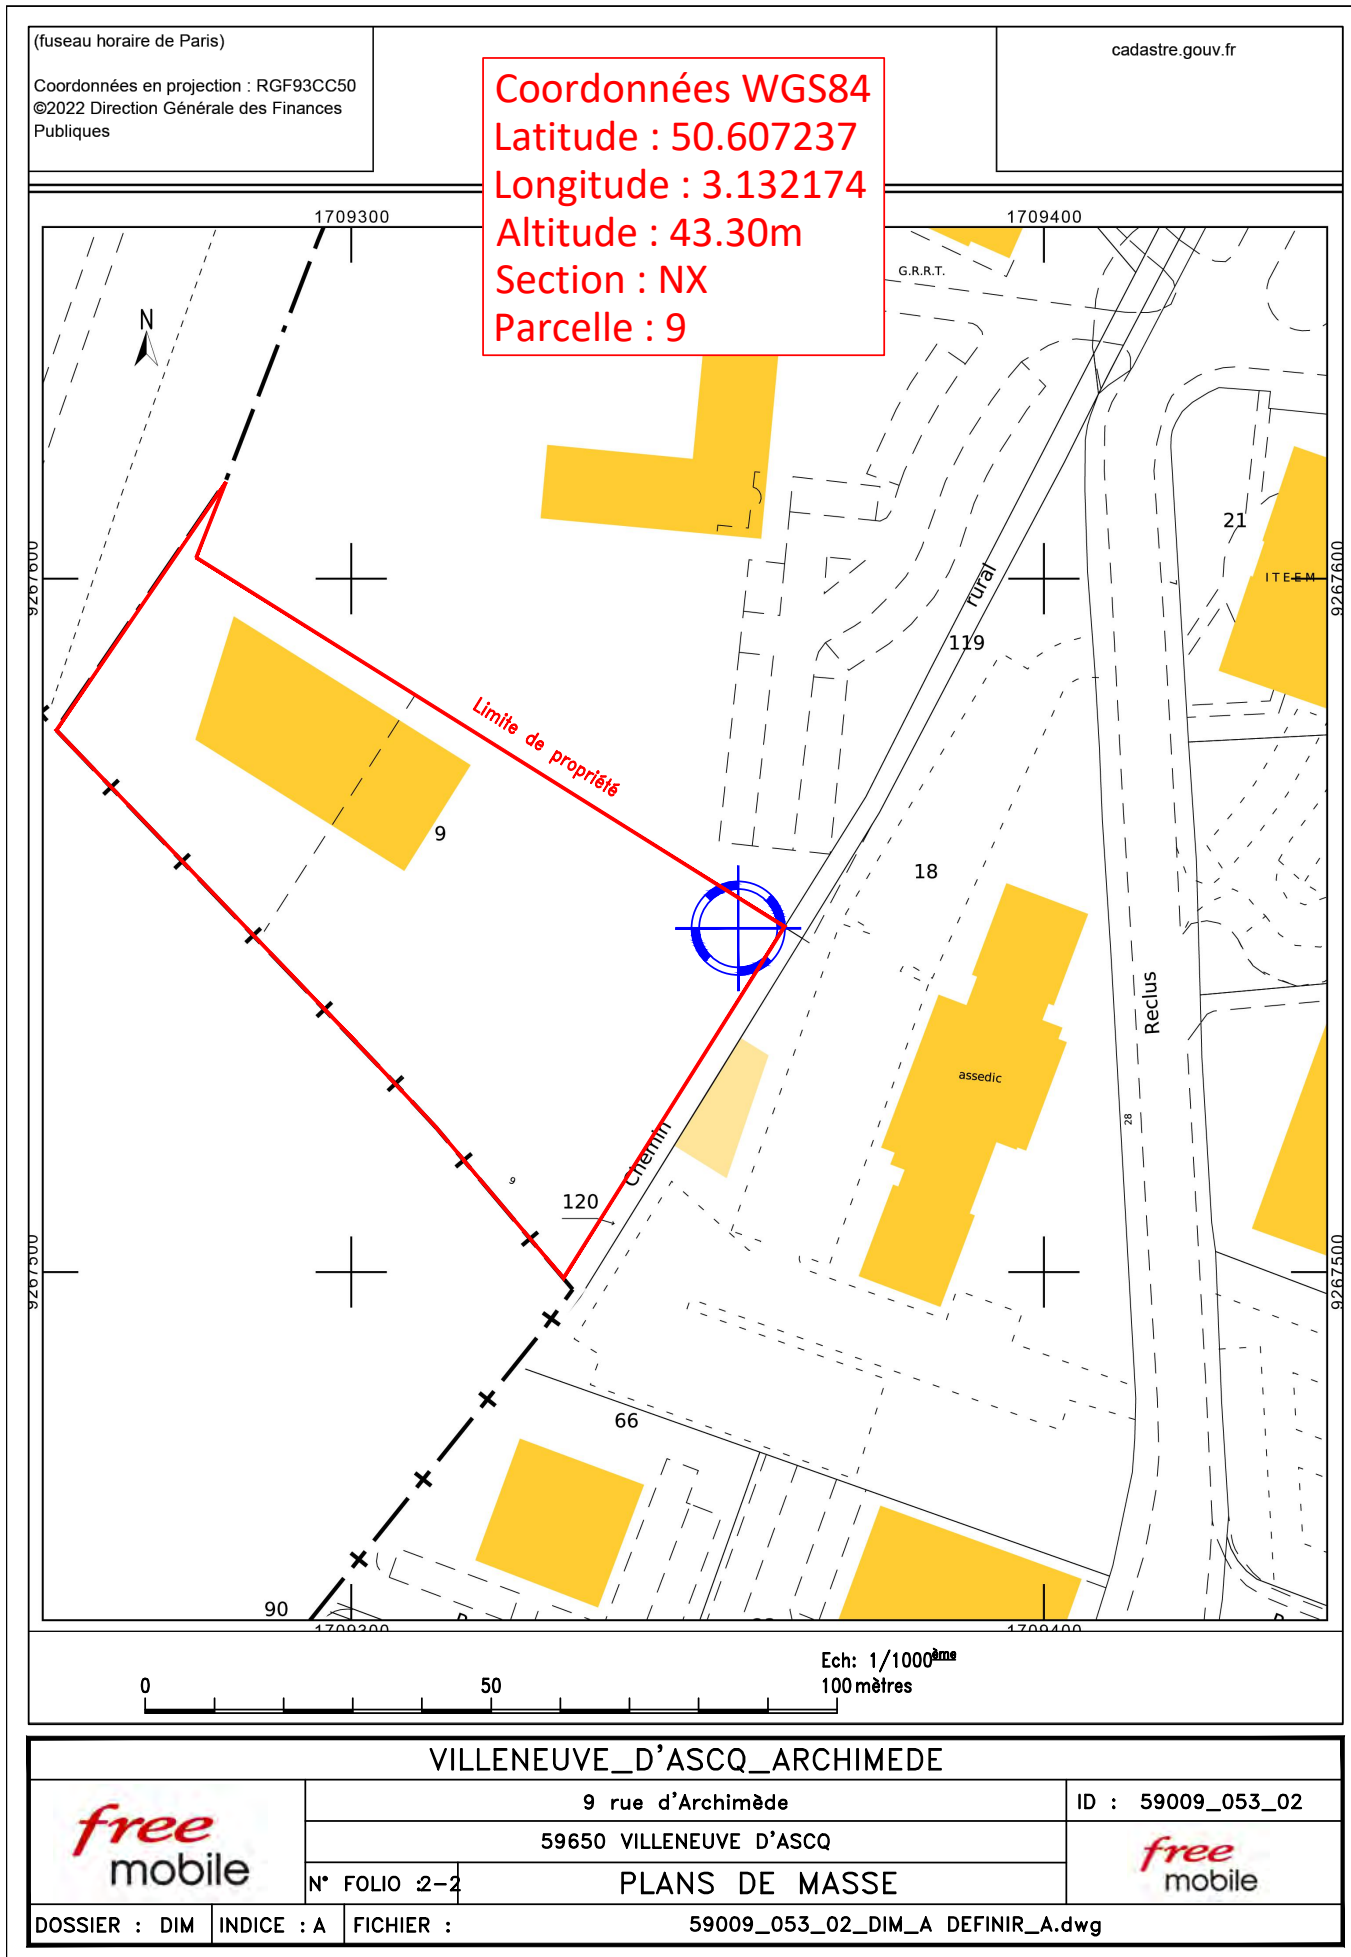 (fuseau horaire de Paris)
Coordonnées en projection : RGF93CC50
©2022 Direction Générale des Finances
Publiques
cadastre.gouv.fr
Coordonnées WGS84
Latitude : 50.607237
Longitude : 3.132174
Altitude : 43.30m
Section : NX
Parcelle : 9
1709300
1709400
G.R.R.T.
N
21
ITEEM
9267600
9267600
rural
119
Limite de propriété
9
18
Reclus
assedic
28
Chemin
9
120
9267500
9267500
66
90
1709300
1709400
Ech: 1/1000ème
0 50 100 mètres
VILLENEUVE_D'ASCQ_ARCHIMEDE
free mobile
9 rue d'Archimède
ID : 59009_053_02
59650 VILLENEUVE D'ASCQ
free mobile
N° FOLIO :2-2
PLANS DE MASSE
DOSSIER : DIM
INDICE : A
FICHIER : 59009_053_02_DIM_A DEFINIR_A.dwg